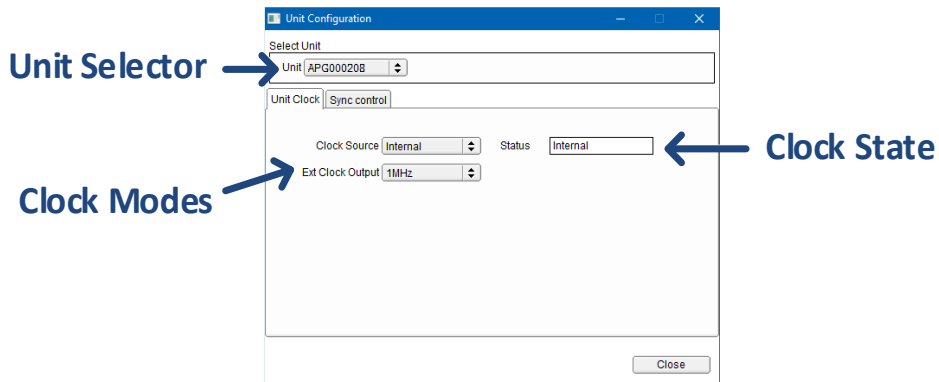 Unit Configuration
Select Unit
Unit Selector
Unit APG000208
Unit Clock Sync control
Clock Source Internal Status Internal
Clock State
Ext Clock Output 1MHz
Clock Modes
Close